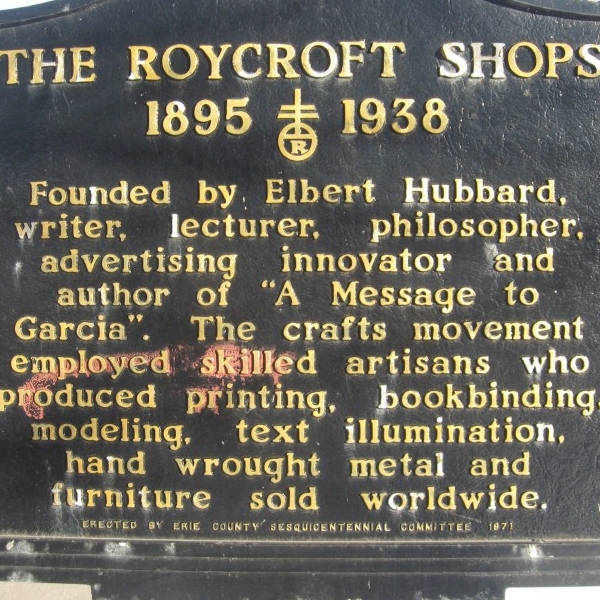 THE ROYCROFT SHOPS
1895 R 1938
Founded by Elbert Hubbard,
writer, lecturer, philosopher,
advertising innovator and
author of "A Message to
Garcia". The crafts movement
employed skilled artisans who
produced printing, bookbinding,
modeling, text illumination,
hand wrought metal and
furniture sold worldwide.
ERECTED BY ERIE COUNTY SESQUICENTENNIAL COMMITTEE 1971